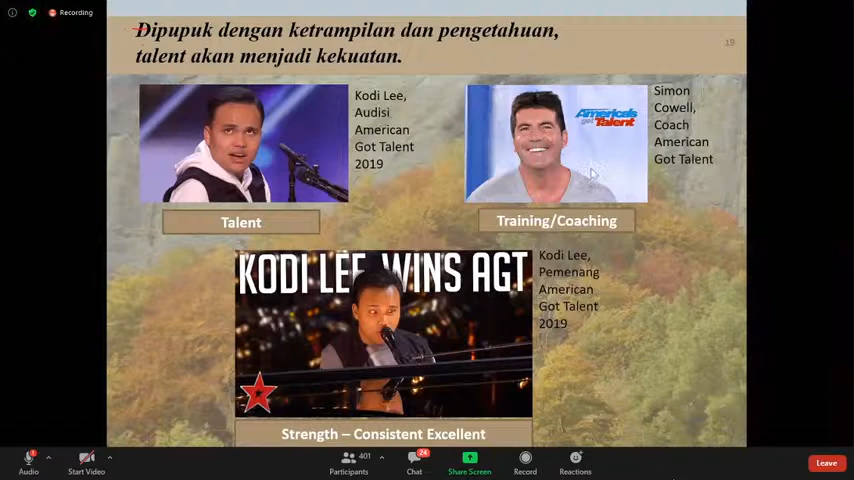 Recording
Dipupuk dengan ketrampilan dan pengetahuan,
talent akan menjadi kekuatan.
19
Kodi Lee,
Audisi
American
Got Talent
2019
America's
got Talent
Simon
Cowell,
Coach
American
Got Talent
Talent
Training/Coaching
KODI LEE WINS AGT
Kodi Lee,
Pemenang
American
Got Talent
2019
Strength – Consistent Excellent
Audio
Start Video
401
Participants
24
Chat
Share Screen
Record
Reactions
Leave